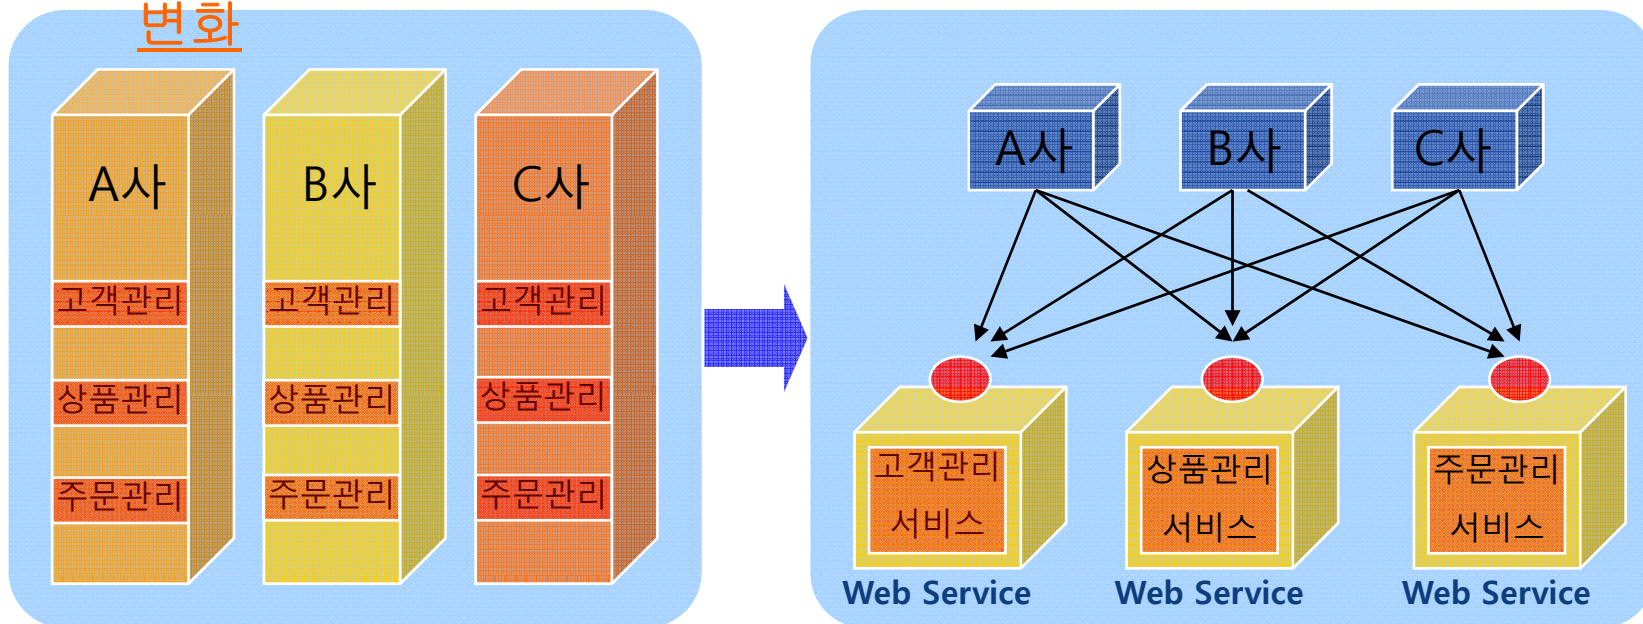 변화
A사
B사
C사
고객관리
고객관리
고객관리
상품관리
상품관리
상품관리
주문관리
주문관리
주문관리
A사
B사
C사
고객관리
서비스
상품관리
서비스
주문관리
서비스
Web Service
Web Service
Web Service